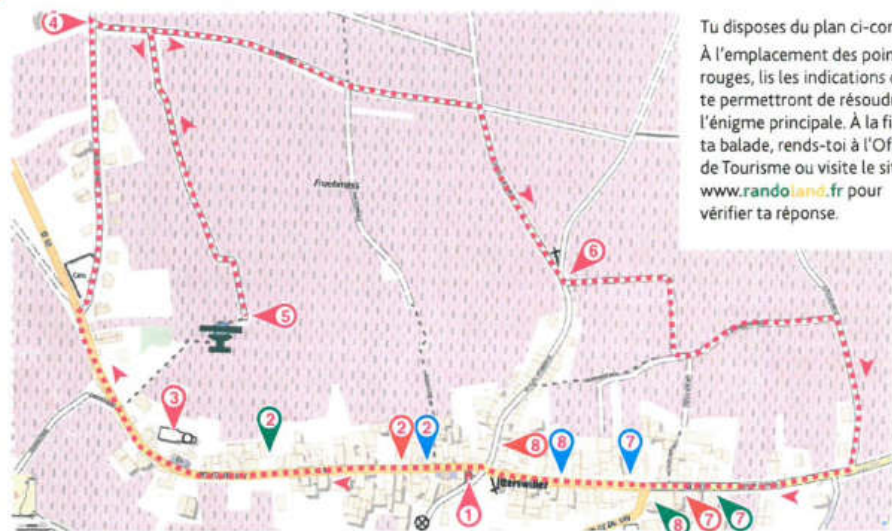 Tu disposes du plan ci-con
À l'emplacement des poin
rouges, lis les indications
te permettront de résoudr
l'énigme principale. À la fi
ta balade, rends-toi à l'Of
de Tourisme ou visite le sit
www.randoland.fr pour
vérifier ta réponse.
4
6
5
3
2
2
2
8
8
7
1
8
7
7